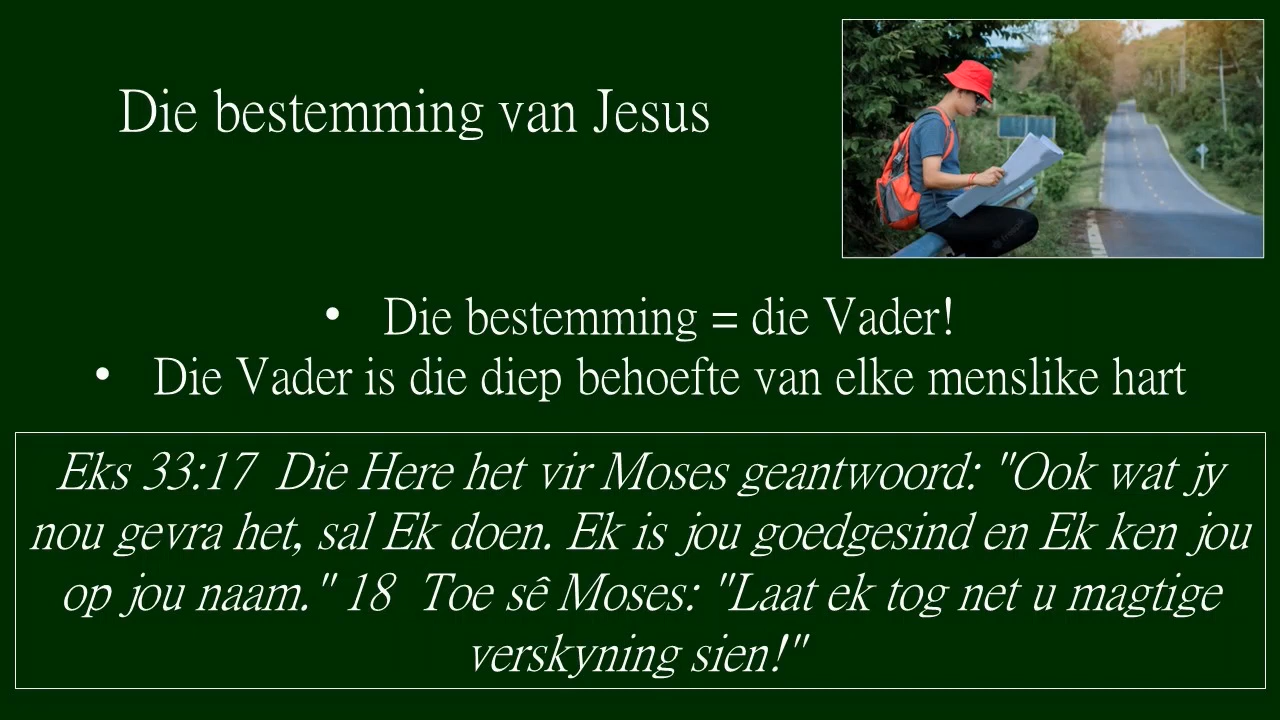 Die bestemming van Jesus
• Die bestemming = die Vader!
• Die Vader is die diep behoefte van elke menslike hart
Eks 33:17 Die Here het vir Moses geantwoord: "Ook wat jy
nou gevra het, sal Ek doen. Ek is jou goedgesind en Ek ken jou
op jou naam." 18 Toe sê Moses: "Laat ek tog net u magtige
verskyning sien!"